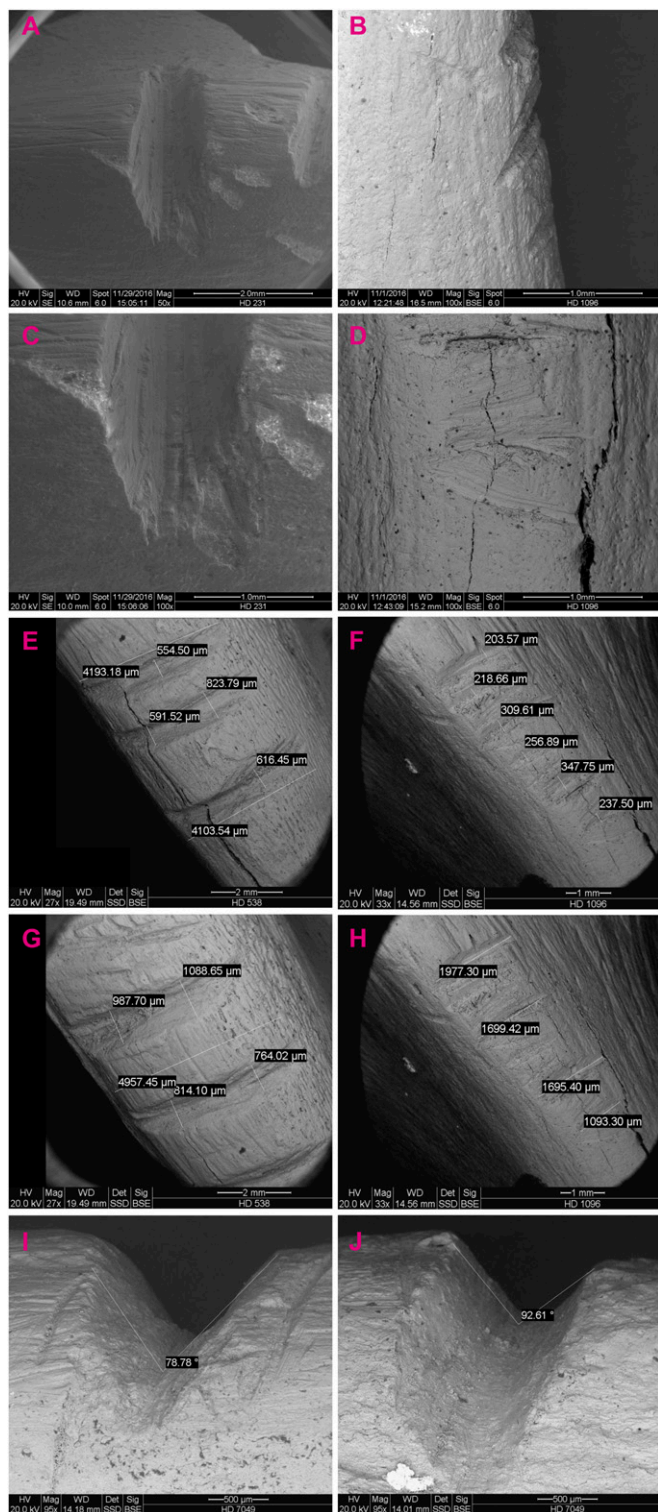 A
HV Sig WD Spot 11/29/2016 Mag 2.0mm
20.0 kV SE 10.6 mm 6.0 15:05:11 50x HD 231
B
HV Sig WD Spot 11/1/2016 Mag Sig 1.0mm
20.0 kV 12:21:48 16.5 mm 100x BSE 6.0 HD 1096
C
HV Sig WD Spot 11/29/2016 Mag 1.0mm
20.0 kV SE 10.0 mm 6.0 15:06:06 100x HD 231
D
1.0mm
20.0 kV 12:43:09 15.2 mm 100x BSE 6.0 HD 1096
E
554.50 µm
4193.18 µm
823.79 µm
591.52 µm
616.45 µm
4103.54 µm
HV Mag WD Det Sig 2 mm
20.0 kV 27x 19.49 mm SSD BSE HD 538
F
203.57 µm
218.66 µm
309.61 µm
256.89 µm
347.75 µm
237.50 µm
HV Mag WD Det Sig 1 mm
20.0 kV 33x 14.56 mm SSD BSE HD 1096
G
1088.65 µm
987.70 µm
764.02 µm
4957.45 µm
814.10 µm
HV Mag WD Det Sig 2 mm
20.0 kV 27x 19.49 mm SSD BSE HD 538
H
1977.30 µm
1699.42 µm
1695.40 µm
1093.30 µm
HV Mag WD Det Sig 1 mm
20.0 kV 33x 14.56 mm SSD BSE HD 1096
I
78.78 °
HV Mag WD Det Sig 500 µm
20.0 kV 95x 14.18 mm SSD BSE HD 7049
J
92.61 °
HV Mag WD Det Sig 500 µm
20.0 kV 95x 14.01 mm SSD BSE HD 7049